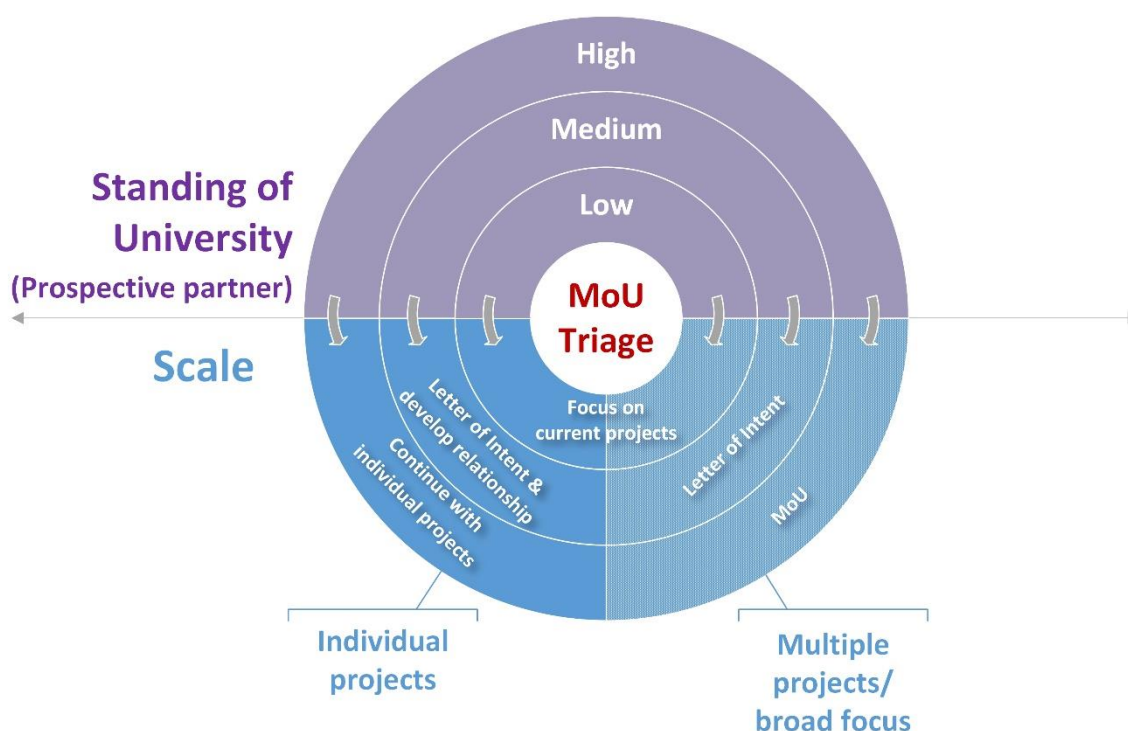 High
Medium
Low
Standing of
University
(Prospective partner)
MoU
Triage
Scale
Focus on
current projects
Letter of Intent &
develop relationship
Continue with
individual projects
Letter of Intent
MoU
Individual
projects
Multiple
projects/
broad focus